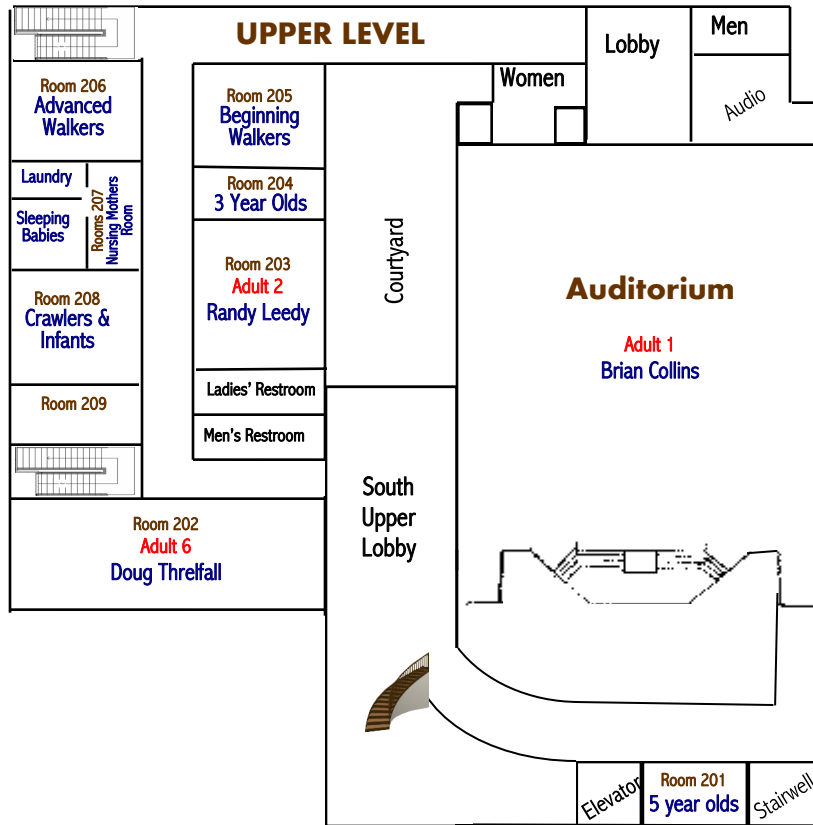 UPPER LEVEL
Lobby
Men
Women
Audio
Room 206
Advanced
Walkers
Room 205
Beginning
Walkers
Laundry
Sleeping
Babies
Rooms 207
Nursing Mothers
Room
Room 204
3 Year Olds
Courtyard
Room 203
Adult 2
Randy Leedy
Auditorium
Adult 1
Brian Collins
Room 208
Crawlers &
Infants
Room 209
Ladies' Restroom
Men's Restroom
South
Upper
Lobby
Room 202
Adult 6
Doug Threlfall
Elevator
Room 201
5 year olds
Stairwell